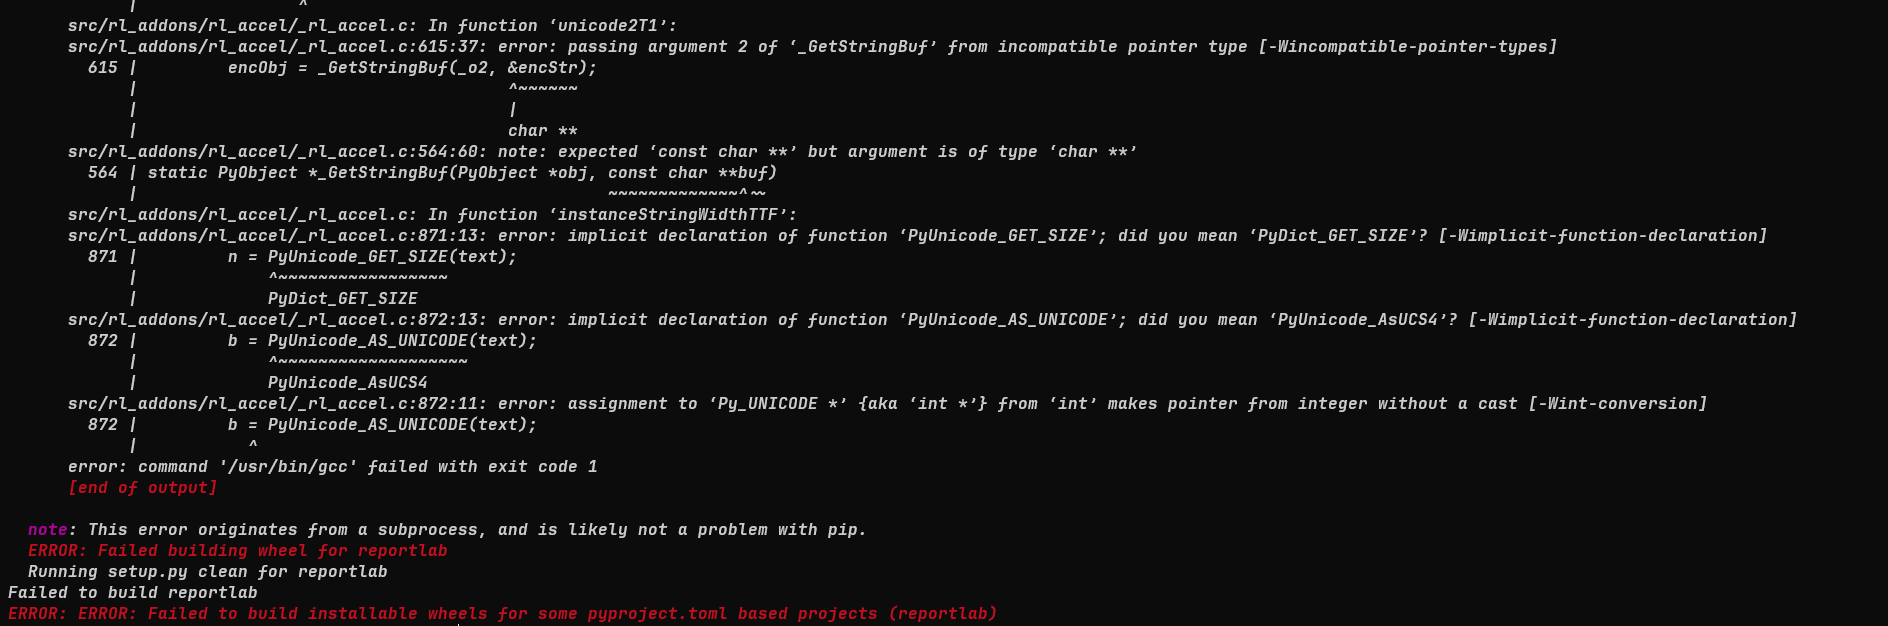 |                 ^
src/rl_addons/rl_accel/_rl_accel.c: In function ‘unicode2T1’:
src/rl_addons/rl_accel/_rl_accel.c:615:37: error: passing argument 2 of ‘_GetStringBuf’ from incompatible pointer type [-Wincompatible-pointer-types]
615 |         encObj = _GetStringBuf(_o2, &encStr);
|                                     ^~~~~~~
|                                     |
|                                     char **
src/rl_addons/rl_accel/_rl_accel.c:564:60: note: expected ‘const char **’ but argument is of type ‘char **’
564 | static PyObject *_GetStringBuf(PyObject *obj, const char **buf)
|                                               ~~~~~~~~~~~~~^~~
src/rl_addons/rl_accel/_rl_accel.c: In function ‘instanceStringWidthTTF’:
src/rl_addons/rl_accel/_rl_accel.c:871:13: error: implicit declaration of function ‘PyUnicode_GET_SIZE’; did you mean ‘PyDict_GET_SIZE’? [-Wimplicit-function-declaration]
871 |         n = PyUnicode_GET_SIZE(text);
|             ^~~~~~~~~~~~~~~~~~
|             PyDict_GET_SIZE
src/rl_addons/rl_accel/_rl_accel.c:872:13: error: implicit declaration of function ‘PyUnicode_AS_UNICODE’; did you mean ‘PyUnicode_AsUCS4’? [-Wimplicit-function-declaration]
872 |         b = PyUnicode_AS_UNICODE(text);
|             ^~~~~~~~~~~~~~~~~~~~
|             PyUnicode_AsUCS4
src/rl_addons/rl_accel/_rl_accel.c:872:11: error: assignment to ‘Py_UNICODE *’ {aka ‘int *’} from ‘int’ makes pointer from integer without a cast [-Wint-conversion]
872 |         b = PyUnicode_AS_UNICODE(text);
|           ^
error: command '/usr/bin/gcc' failed with exit code 1
[end of output]
note: This error originates from a subprocess, and is likely not a problem with pip.
ERROR: Failed building wheel for reportlab
Running setup.py clean for reportlab
Failed to build reportlab
ERROR: ERROR: Failed to build installable wheels for some pyproject.toml based projects (reportlab)